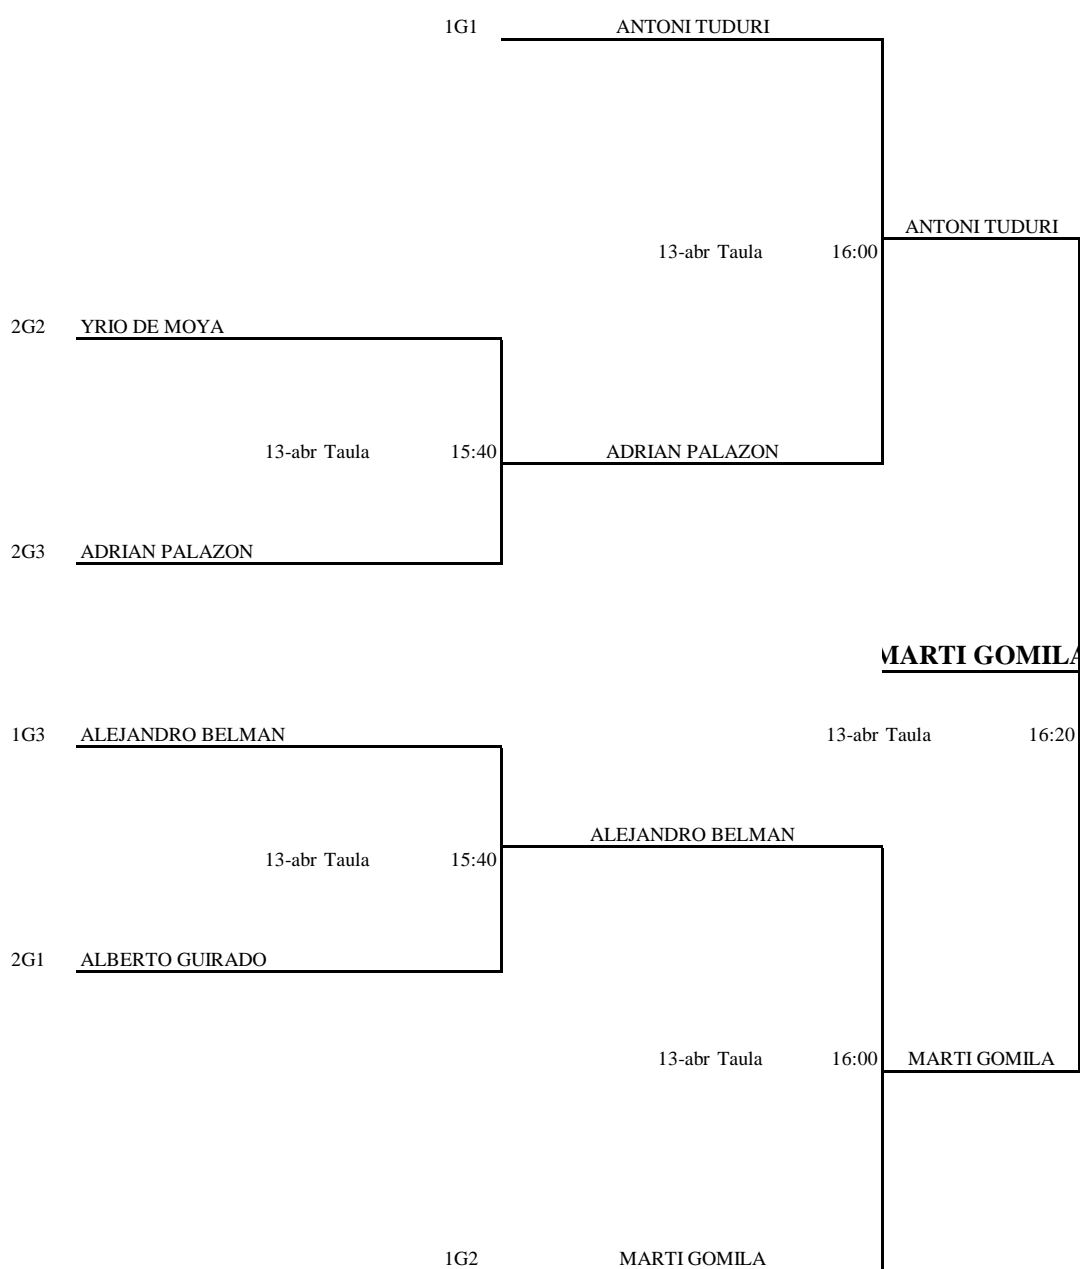 1G1 ANTONI TUDURI
ANTONI TUDURI
13-abr Taula 16:00
2G2 YRIO DE MOYA
13-abr Taula 15:40 ADRIAN PALAZON
2G3 ADRIAN PALAZON
MARTI GOMILA
1G3 ALEJANDRO BELMAN 13-abr Taula 16:20
ALEJANDRO BELMAN
13-abr Taula 15:40
2G1 ALBERTO GUIRADO
13-abr Taula 16:00 MARTI GOMILA
1G2 MARTI GOMILA